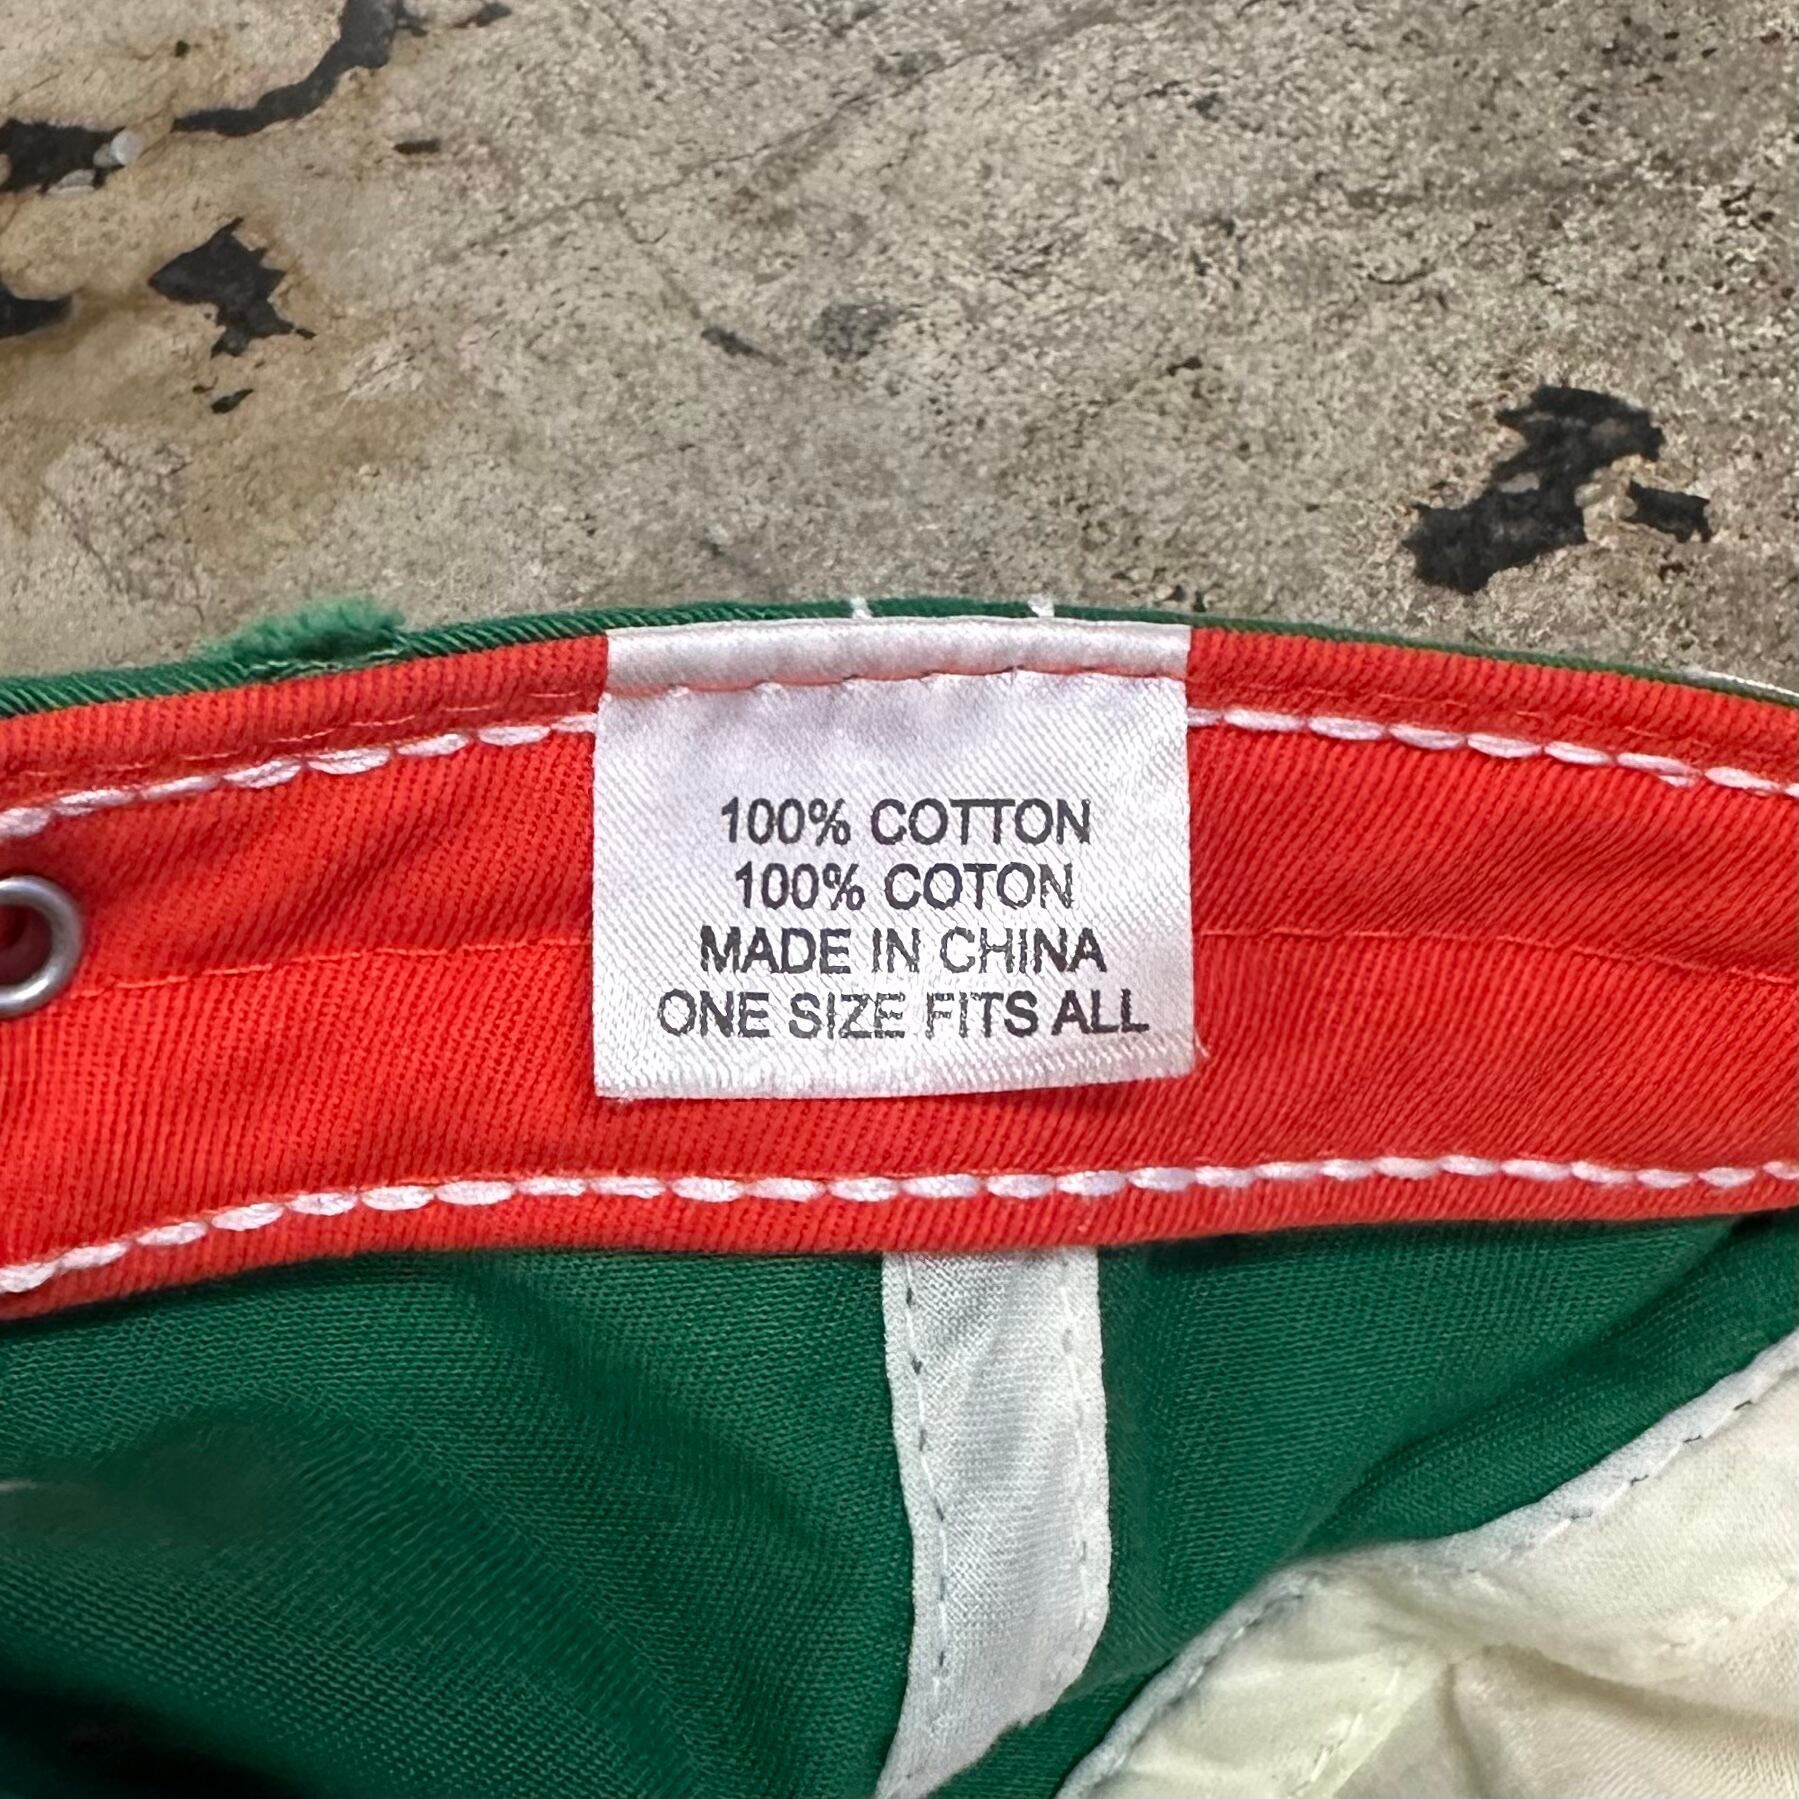 100% COTTON
100% COTON
MADE IN CHINA
ONE SIZE FITS ALL